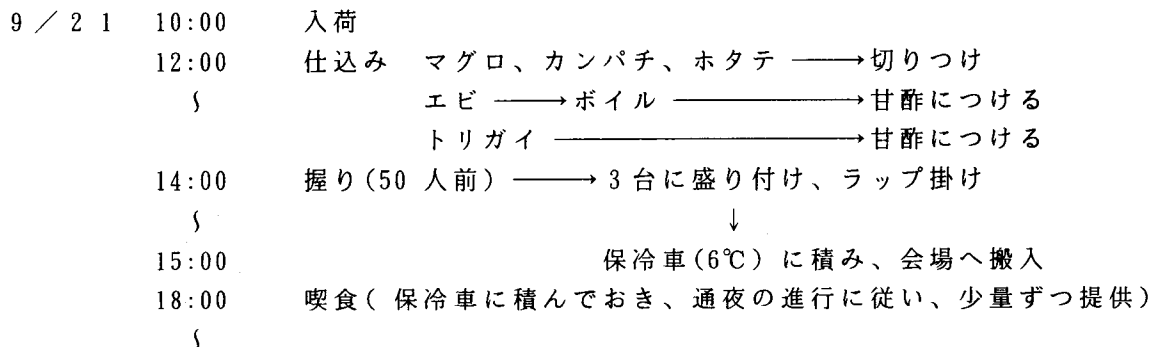 9／21 10:00 入荷
12:00 仕込み マグロ、カンパチ、ホタテ ──→切りつけ
〜 エビ ──→ボイル ─────→甘酢につける
トリガイ ────────→甘酢につける
14:00 握り(50 人前) ──→ 3台に盛り付け、ラップ掛け
〜 ↓
15:00 保冷車(6℃) に積み、会場へ搬入
18:00 喫食( 保冷車に積んでおき、通夜の進行に従い、少量ずつ提供)
〜